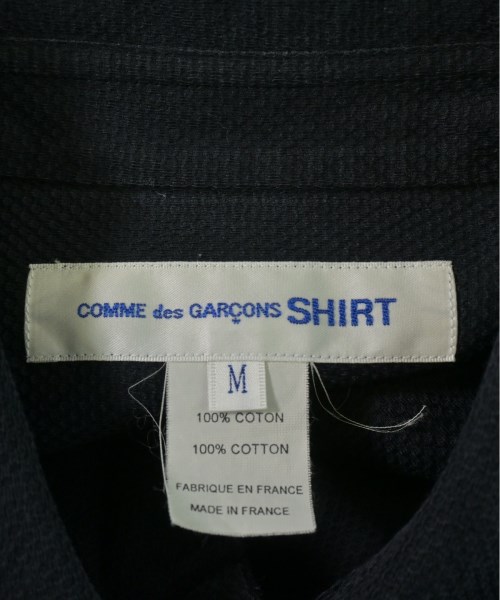 COMME des GARÇONS SHIRT
M
100% COTON
100% COTTON
FABRIQUE EN FRANCE
MADE IN FRANCE